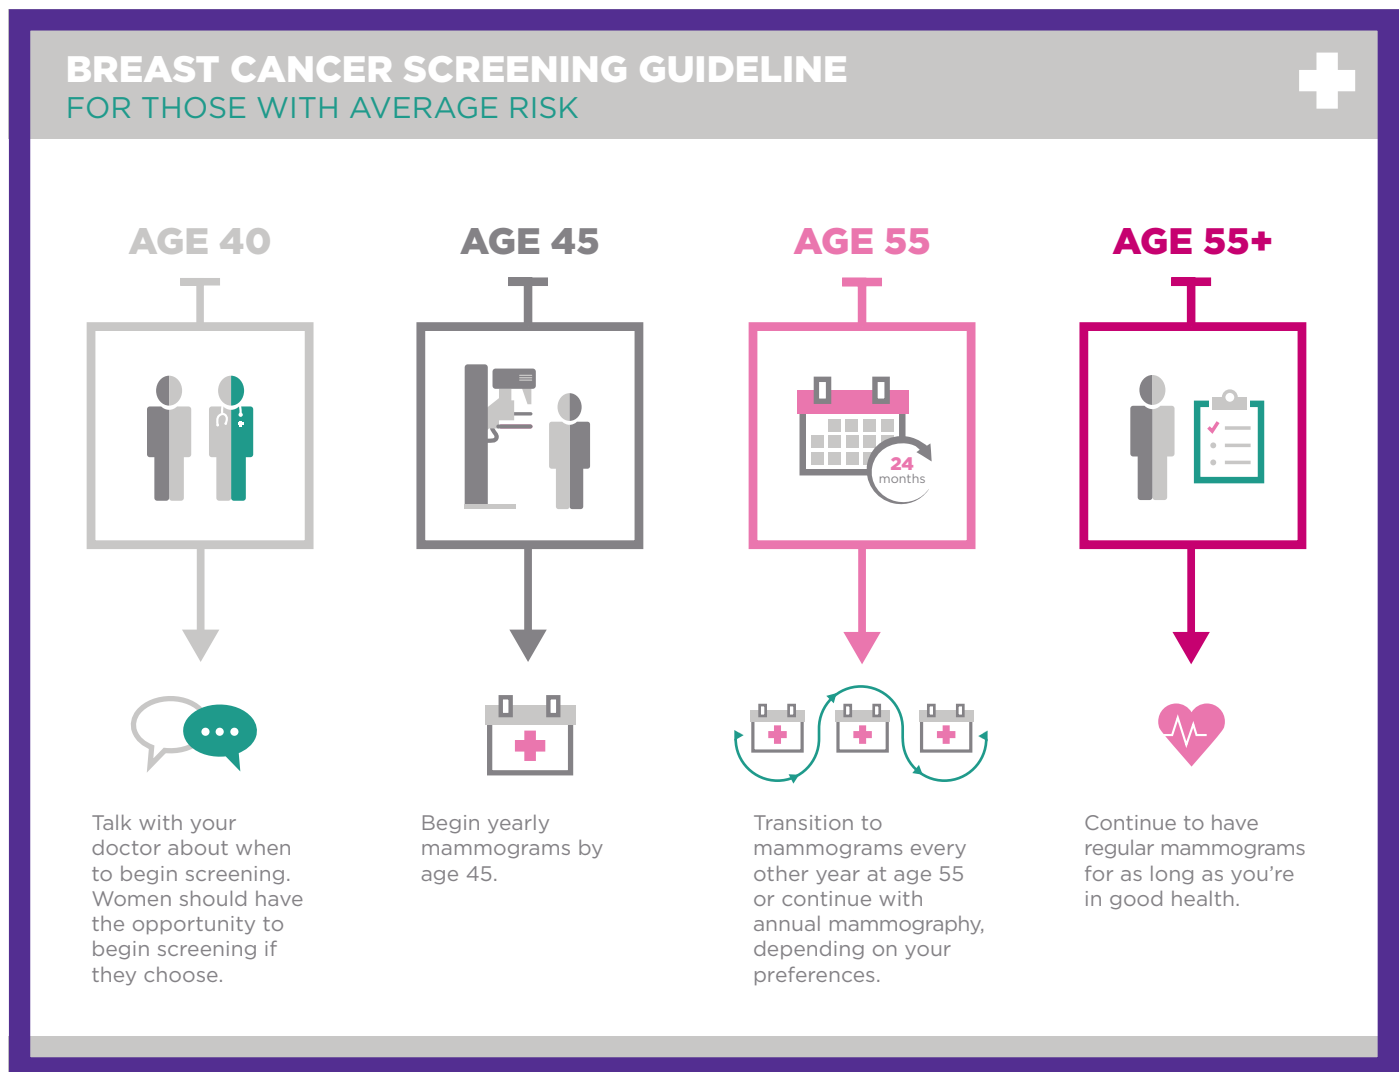 BREAST CANCER SCREENING GUIDELINE
FOR THOSE WITH AVERAGE RISK
AGE 40
Talk with your
doctor about when
to begin screening.
Women should have
the opportunity to
begin screening if
they choose.
AGE 45
Begin yearly
mammograms by
age 45.
AGE 55
24
months
Transition to
mammograms every
other year at age 55
or continue with
annual mammography,
depending on your
preferences.
AGE 55+
Continue to have
regular mammograms
for as long as you’re
in good health.